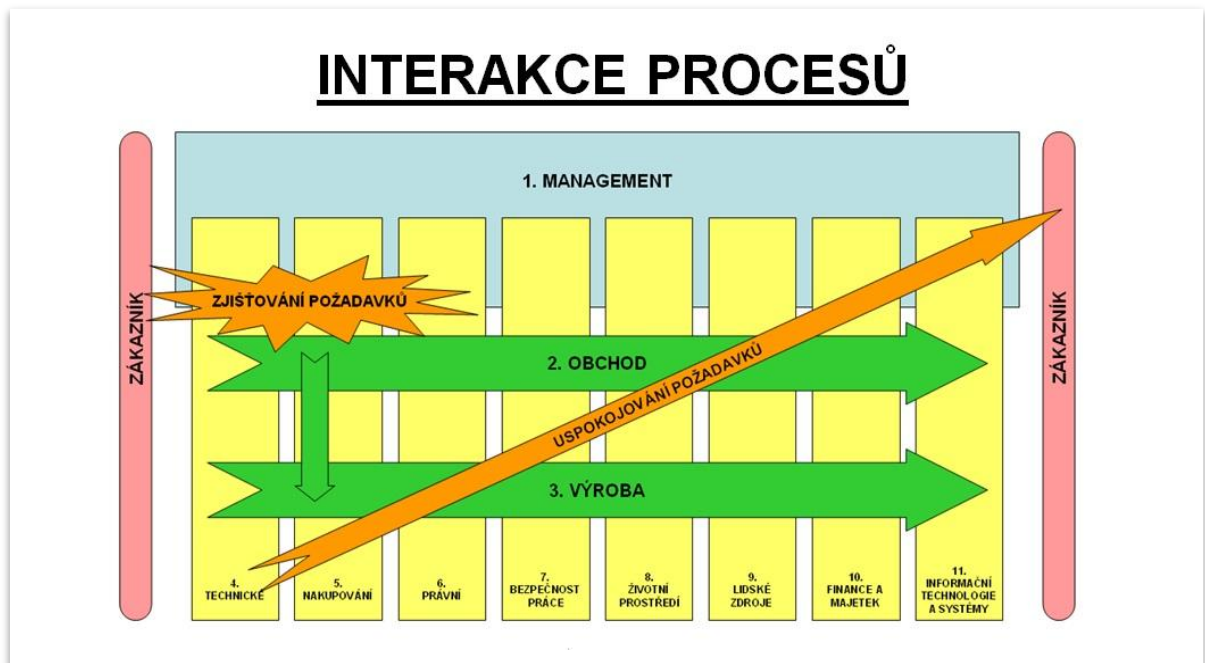 INTERAKCE PROCESŮ
1. MANAGEMENT
ZÁKAZNÍK
ZJIŠŤOVÁNÍ POŽADAVKŮ
2. OBCHOD
USPOKOJOVÁNÍ POŽADAVKŮ
3. VÝROBA
ZÁKAZNÍK
4.
TECHNICKÉ
5.
NAKUPOVÁNÍ
6.
PRÁVNÍ
7.
BEZPEČNOST
PRÁCE
8.
ŽIVOTNÍ
PROSTŘEDÍ
9.
LIDSKÉ
ZDROJE
10.
FINANCE A
MAJETEK
11.
INFORMAČNÍ
TECHNOLOGIE
A SYSTÉMY